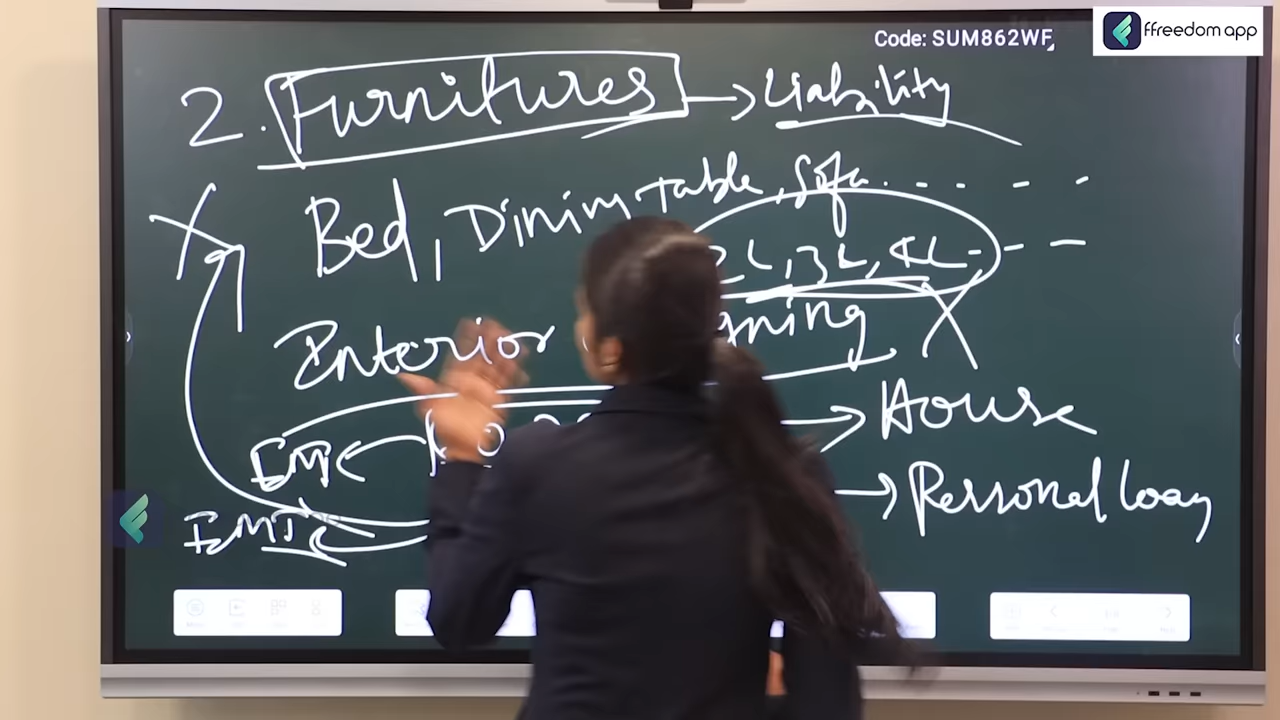 Code: SUM862WF
ffreedom app
2. Furnitures → Liability
Bed, Dining table, Sofa. - - - -
2L, 3L, 4L - - -
Interior
→ House
EMI
→ Personal loan
EMI